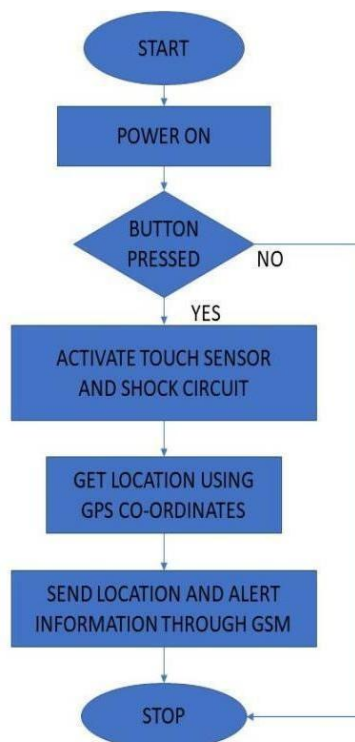 START
POWER ON
BUTTON
PRESSED
NO
YES
ACTIVATE TOUCH SENSOR
AND SHOCK CIRCUIT
GET LOCATION USING
GPS CO-ORDINATES
SEND LOCATION AND ALERT
INFORMATION THROUGH GSM
STOP